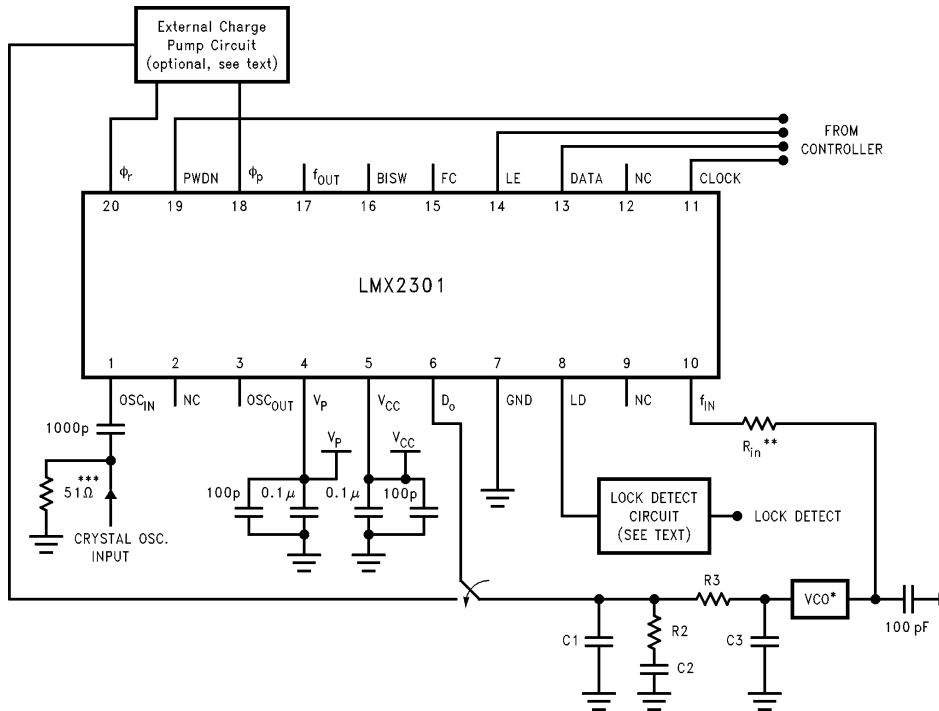 External Charge
Pump Circuit
(optional, see text)
FROM
CONTROLLER
ϕr PWDN ϕp fOUT BISW FC LE DATA NC CLOCK
20 19 18 17 16 15 14 13 12 11
LMX2301
1 2 3 4 5 6 7 8 9 10
OSCIN NC OSCOUT VP VCC Do GND LD NC fIN
1000p
VP
VCC
Rin**
51Ω***
100p 0.1μ 0.1μ 100p
CRYSTAL OSC.
INPUT
LOCK DETECT
CIRCUIT
(SEE TEXT)
LOCK DETECT
R3
VCO*
100 pF
C1
R2
C2
C3